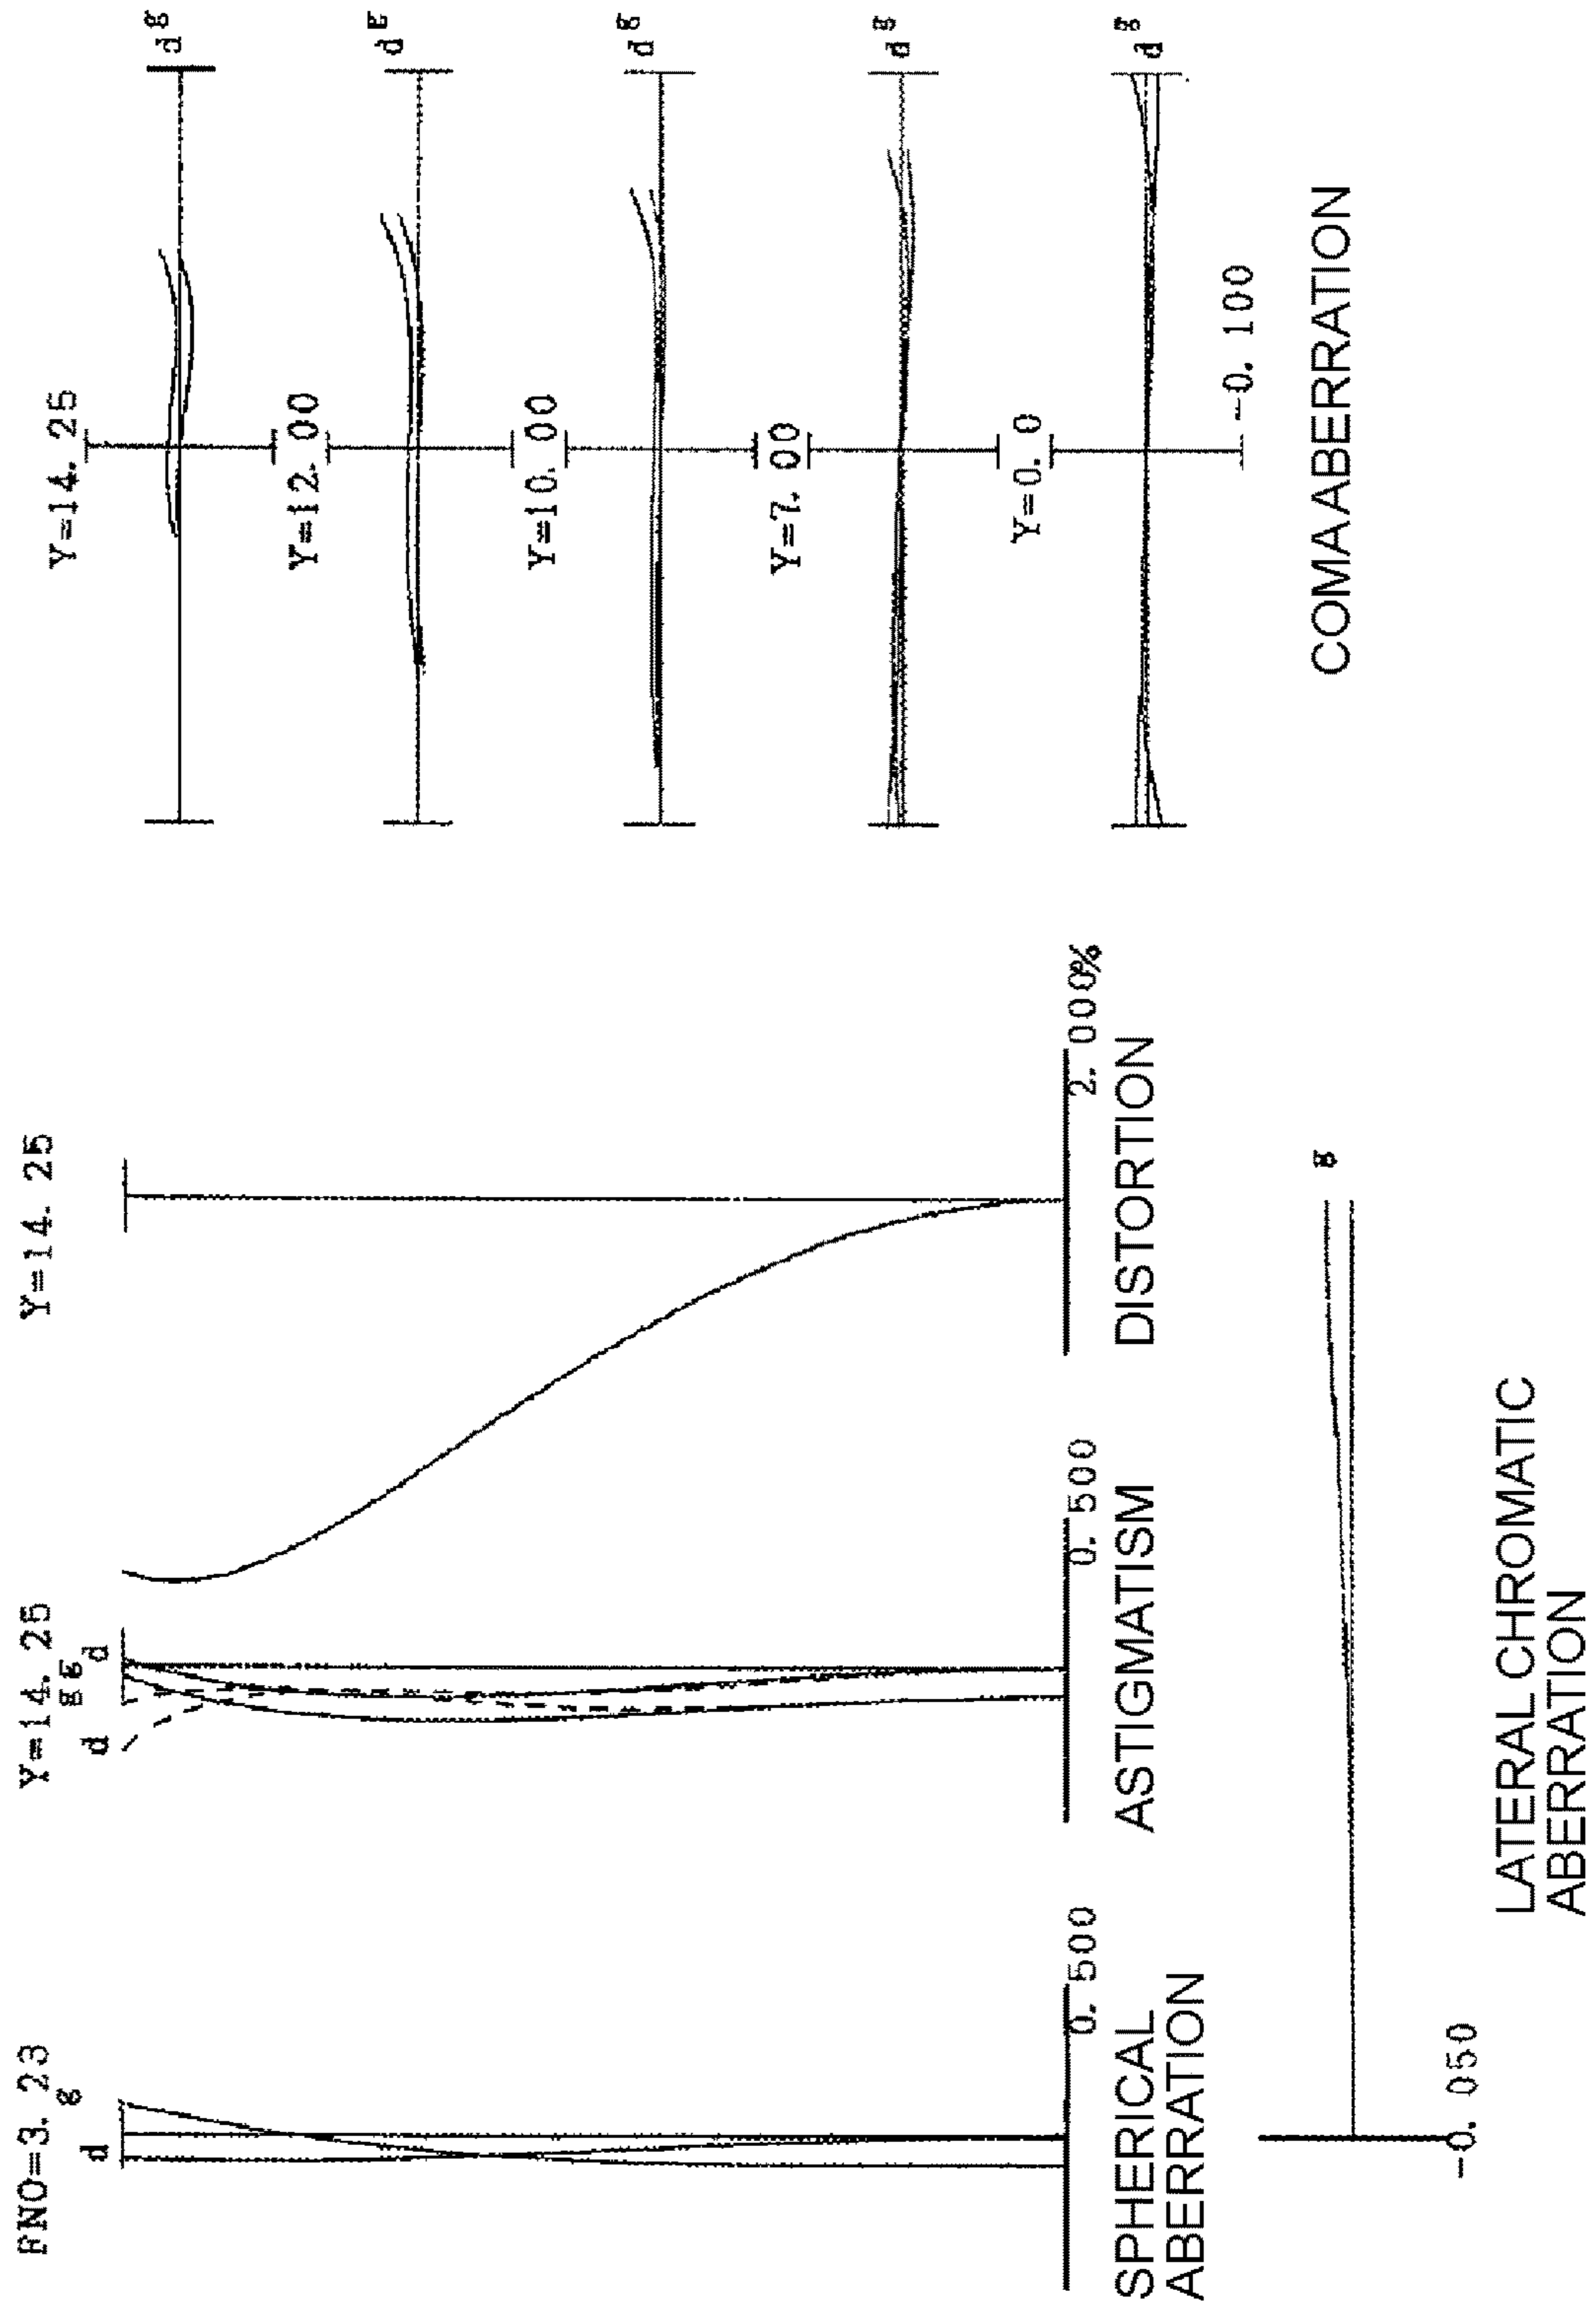 FNO=3. 23
g
d
0. 500
SPHERICAL
ABERRATION
Y=14. 25
g g
d
d
0. 500
ASTIGMATISM
Y=14. 25
2. 000%
DISTORTION
Y=14. 25
d g
Y=12. 00
d g
Y=10. 00
d g
Y=7. 00
d g
Y=0. 0
d g
-0. 100
COMAABERRATION
g
-0. 050
LATERAL CHROMATIC
ABERRATION